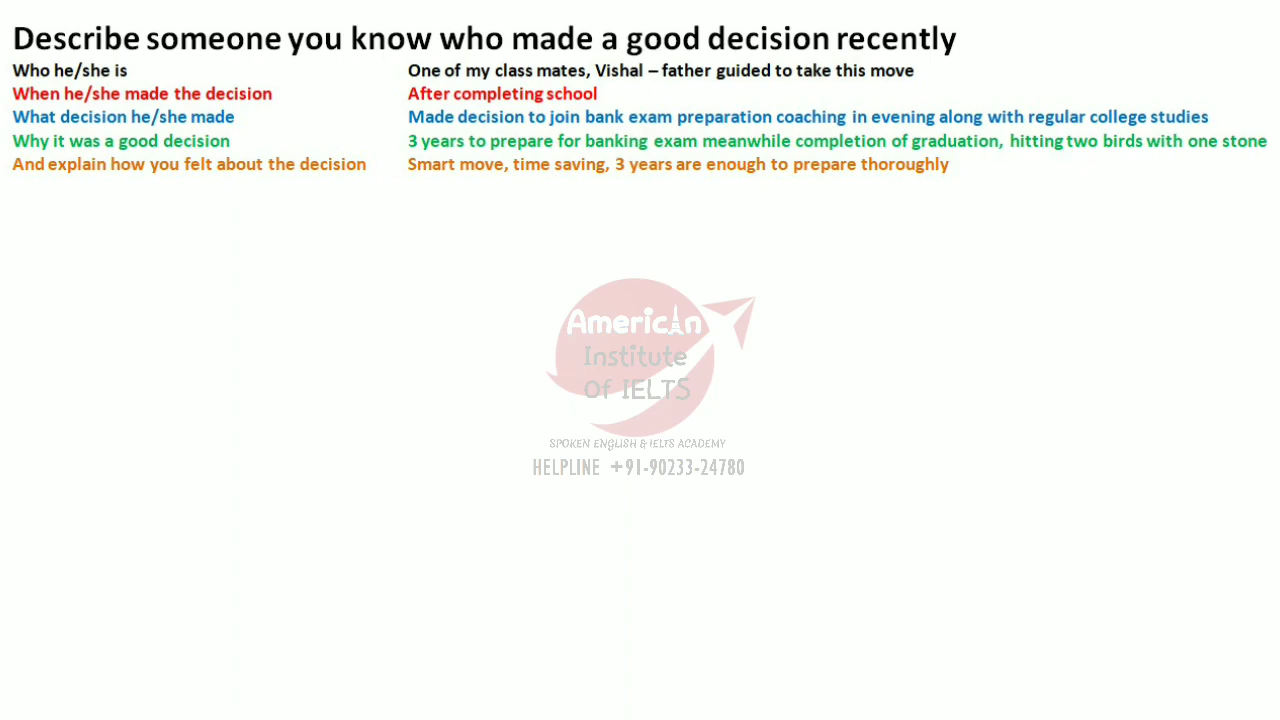 Describe someone you know who made a good decision recently
Who he/she is One of my class mates, Vishal – father guided to take this move
When he/she made the decision After completing school
What decision he/she made Made decision to join bank exam preparation coaching in evening along with regular college studies
Why it was a good decision 3 years to prepare for banking exam meanwhile completion of graduation, hitting two birds with one stone
And explain how you felt about the decision Smart move, time saving, 3 years are enough to prepare thoroughly
American
Institute
Of IELTS
SPOKEN ENGLISH & IELTS ACADEMY
HELPLINE +91-90233-24780